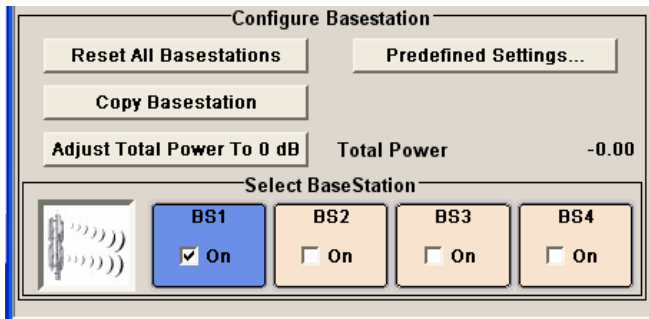 Configure Basestation
Reset All Basestations Predefined Settings...
Copy Basestation
Adjust Total Power To 0 dB Total Power -0.00
Select BaseStation
BS1 BS2 BS3 BS4
On On On On